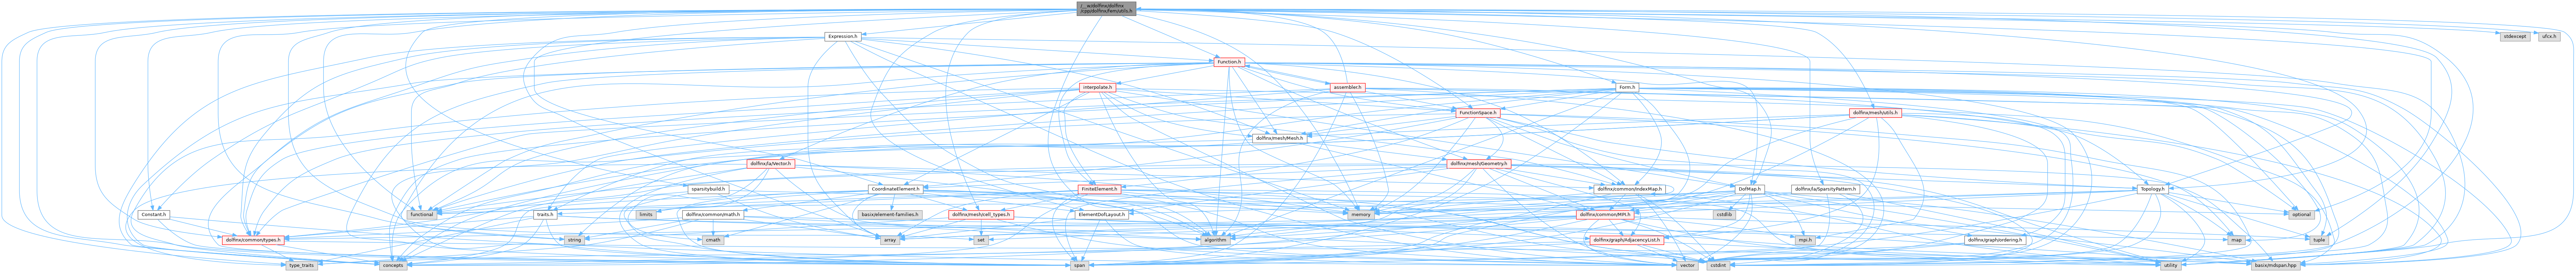 /__w/dolfinx/dolfinx
/cpp/dolfinx/fem/utils.h
Expression.h
stdexcept
ufcx.h
Function.h
interpolate.h
assembler.h
Form.h
FunctionSpace.h
dolfinx/mesh/utils.h
dolfinx/mesh/Mesh.h
dolfinx/la/Vector.h
dolfinx/mesh/Geometry.h
sparsitybuild.h
CoordinateElement.h
FiniteElement.h
dolfinx/common/IndexMap.h
DofMap.h
dolfinx/la/SparsityPattern.h
Topology.h
Constant.h
functional
traits.h
limits
dolfinx/common/math.h
basix/element-families.h
dolfinx/mesh/cell_types.h
ElementDofLayout.h
memory
dolfinx/common/MPI.h
cstdlib
optional
dolfinx/common/types.h
string
cmath
array
set
algorithm
dolfinx/graph/AdjacencyList.h
mpi.h
dolfinx/graph/ordering.h
map
tuple
type_traits
concepts
span
vector
cstdint
utility
basix/mdspan.hpp